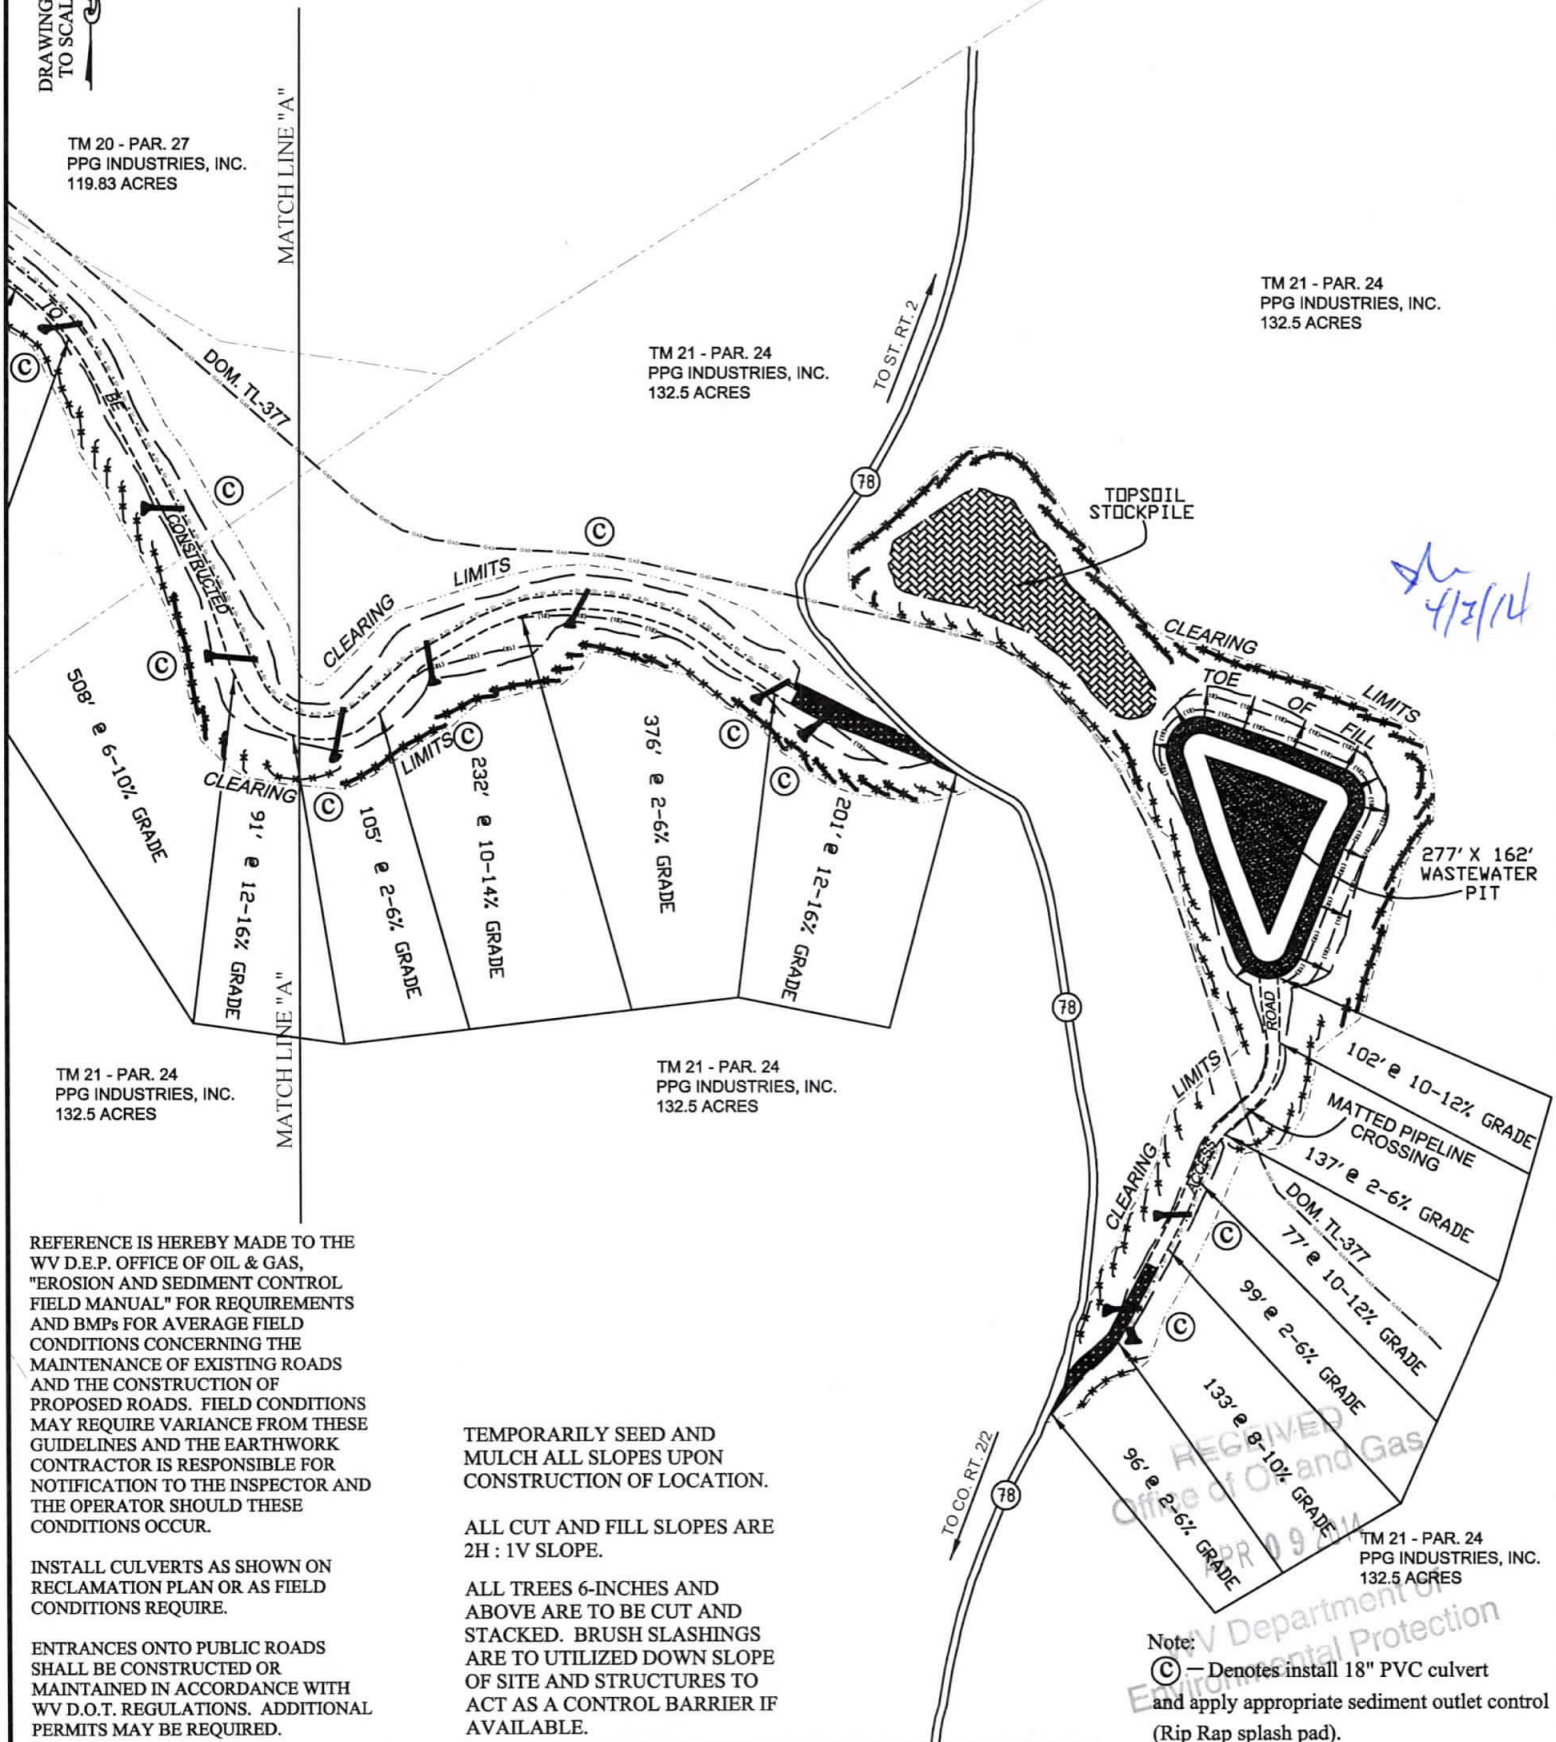 DRAWING
TO SCAL
TM 20 - PAR. 27
PPG INDUSTRIES, INC.
119.83 ACRES
MATCH LINE "A"
TM 21 - PAR. 24
PPG INDUSTRIES, INC.
132.5 ACRES
TM 21 - PAR. 24
PPG INDUSTRIES, INC.
132.5 ACRES
TO ST. RT. 2
DOM. TL-377
TO
BE
CONSTRUCTED
C
C
C
C
C
C
C
C
78
TOPSOIL
STOCKPILE
4/2/14
CLEARING LIMITS
CLEARING LIMITS
CLEARING LIMITS
TOE OF FILL
277' X 162'
WASTEWATER
PIT
508' @ 6-10% GRADE
91' @ 12-16% GRADE
105' @ 2-6% GRADE
232' @ 10-14% GRADE
376' @ 2-6% GRADE
201' @ 12-16% GRADE
MATCH LINE "A"
78
TM 21 - PAR. 24
PPG INDUSTRIES, INC.
132.5 ACRES
TM 21 - PAR. 24
PPG INDUSTRIES, INC.
132.5 ACRES
ROAD
ACCESS
CLEARING LIMITS
102' @ 10-12% GRADE
MATTED PIPELINE
CROSSING
137' @ 2-6% GRADE
DOM. TL-377
77' @ 10-12% GRADE
99' @ 2-6% GRADE
133' @ 8-10% GRADE
96' @ 2-6% GRADE
C
C
TO CO. RT. 2/2
78
REFERENCE IS HEREBY MADE TO THE
WV D.E.P. OFFICE OF OIL & GAS,
"EROSION AND SEDIMENT CONTROL
FIELD MANUAL" FOR REQUIREMENTS
AND BMPs FOR AVERAGE FIELD
CONDITIONS CONCERNING THE
MAINTENANCE OF EXISTING ROADS
AND THE CONSTRUCTION OF
PROPOSED ROADS. FIELD CONDITIONS
MAY REQUIRE VARIANCE FROM THESE
GUIDELINES AND THE EARTHWORK
CONTRACTOR IS RESPONSIBLE FOR
NOTIFICATION TO THE INSPECTOR AND
THE OPERATOR SHOULD THESE
CONDITIONS OCCUR.
INSTALL CULVERTS AS SHOWN ON
RECLAMATION PLAN OR AS FIELD
CONDITIONS REQUIRE.
ENTRANCES ONTO PUBLIC ROADS
SHALL BE CONSTRUCTED OR
MAINTAINED IN ACCORDANCE WITH
WV D.O.T. REGULATIONS. ADDITIONAL
PERMITS MAY BE REQUIRED.
TEMPORARILY SEED AND
MULCH ALL SLOPES UPON
CONSTRUCTION OF LOCATION.
ALL CUT AND FILL SLOPES ARE
2H : 1V SLOPE.
ALL TREES 6-INCHES AND
ABOVE ARE TO BE CUT AND
STACKED. BRUSH SLASHINGS
ARE TO UTILIZED DOWN SLOPE
OF SITE AND STRUCTURES TO
ACT AS A CONTROL BARRIER IF
AVAILABLE.
RECEIVED
Office of Oil and Gas
APR 09 2014
WV Department of
Environmental Protection
TM 21 - PAR. 24
PPG INDUSTRIES, INC.
132.5 ACRES
Note:
C — Denotes install 18" PVC culvert
and apply appropriate sediment outlet control
(Rip Rap splash pad).